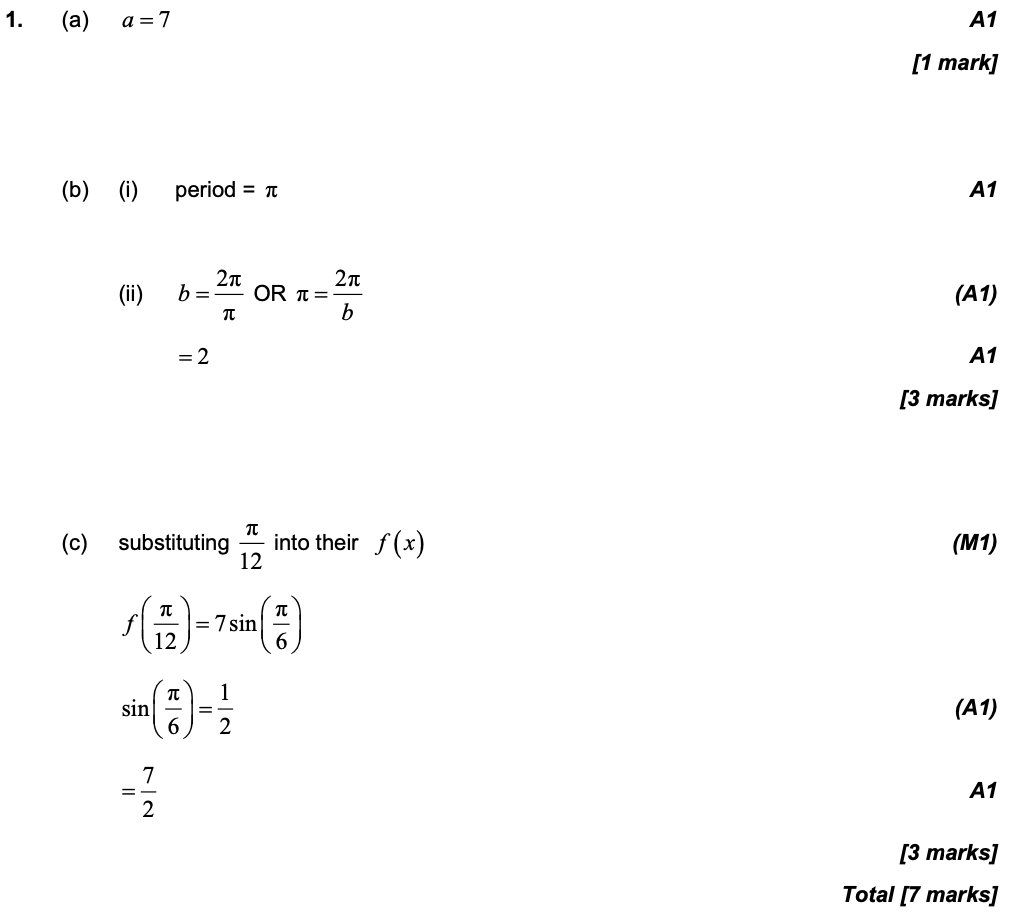 1. (a) a = 7 A1
[1 mark]
(b) (i) period = π A1
(ii) b = 2π/π OR π = 2π/b (A1)
= 2 A1
[3 marks]
(c) substituting π/12 into their f(x) (M1)
f(π/12) = 7 sin(π/6)
sin(π/6) = 1/2 (A1)
= 7/2 A1
[3 marks]
Total [7 marks]